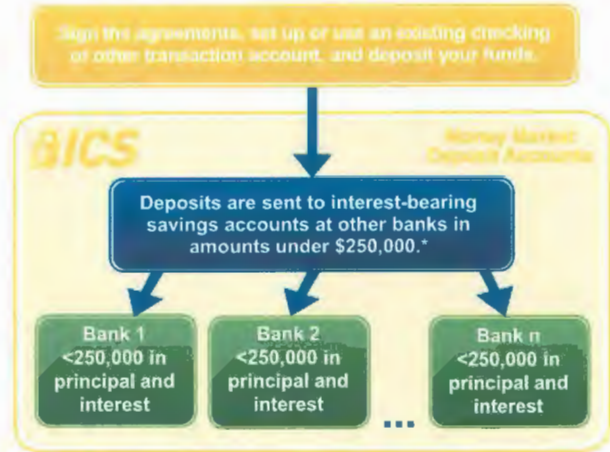 Sign the agreements, set up or use an existing checking
or other transaction account, and deposit your funds.
ICS
Money Market
Deposit Accounts
Deposits are sent to interest-bearing
savings accounts at other banks in
amounts under $250,000.*
Bank 1
<250,000 in
principal and
interest
Bank 2
<250,000 in
principal and
interest
...
Bank n
<250,000 in
principal and
interest